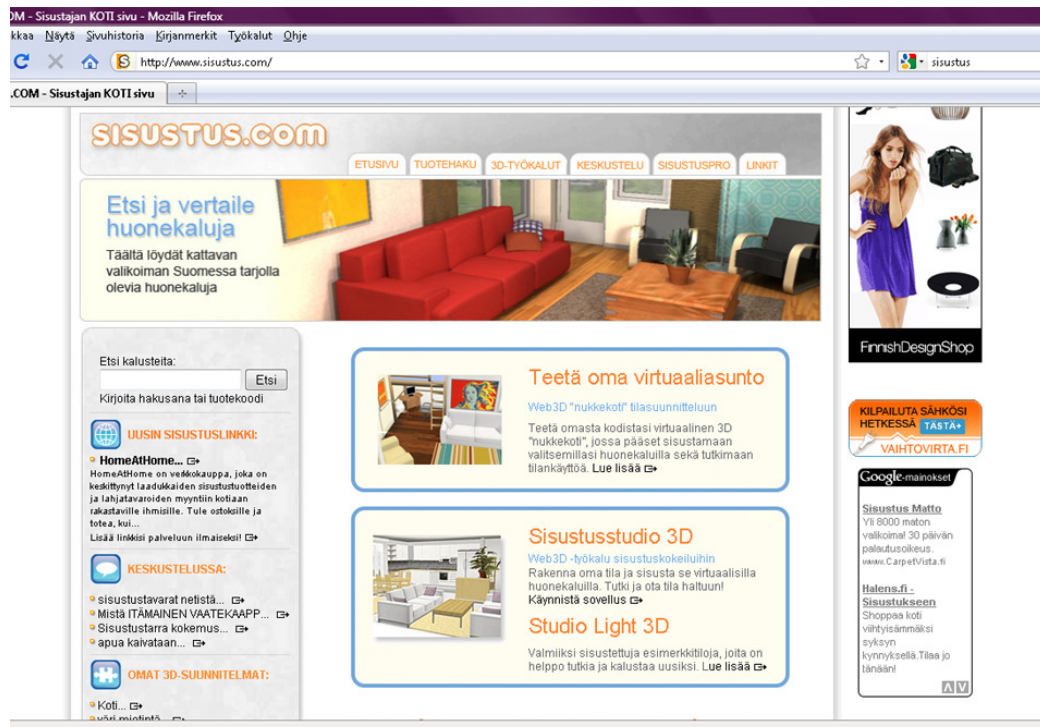 OM - Sisustajan KOTI sivu - Mozilla Firefox
kkaa Näytä Sivuhistoria Kirjanmerkit Työkalut Ohje
http://www.sisustus.com/
sisustus
.COM - Sisustajan KOTI sivu
SISUSTUS.COM
ETUSIVU TUOTEHAKU 3D-TYÖKALUT KESKUSTELU SISUSTUSPRO LINKIT
Etsi ja vertaile
huonekaluja
Täältä löydät kattavan
valikoiman Suomessa tarjolla
olevia huonekaluja
Etsi kalusteita:
Etsi
Kirjoita hakusana tai tuotekoodi
UUSIN SISUSTUSLINKKI:
HomeAtHome...
HomeAtHome on verkkokauppa, joka on
keskittynyt laadukkaiden sisustustuotteiden
ja lahjatavaroiden myyntiin kotiaan
rakastaville ihmisille. Tule ostoksille ja
totea, kui...
Lisää linkkisi palveluun ilmaiseksi!
KESKUSTELUSSA:
sisustustavarat netistä...
Mistä ITÄMAINEN VAATEKAAPP...
Sisustustarra kokemus...
apua kaivataan...
OMAT 3D-SUUNNITELMAT:
Koti...
väri mietintä...
Teetä oma virtuaaliasunto
Web3D "nukkekoti" tilasuunnitteluun
Teetä omasta kodistasi virtuaalinen 3D
"nukkekoti", jossa pääset sisustamaan
valitsemillasi huonekaluilla sekä tutkimaan
tilankäyttöä. Lue lisää
Sisustusstudio 3D
Web3D -työkalu sisustuskokeiluihin
Rakenna oma tila ja sisusta se virtuaalisilla
huonekaluilla. Tutki ja ota tila haltuun!
Käynnistä sovellus
Studio Light 3D
Valmiiksi sisustettuja esimerkkitiloja, joita on
helppo tutkia ja kalustaa uusiksi. Lue lisää
FinnishDesignShop
KILPAILUTA SÄHKÖSI
HETKESSÄ TÄSTÄ+
VAIHTOVIRTA.FI
Google-mainokset
Sisustus Matto
Yli 8000 maton
valikoima! 30 päivän
palautusoikeus.
www.CarpetVista.fi
Halens.fi -
Sisustukseen
Shoppaa koti
viihtyisämmäksi
syksyn
kynnyksellä.Tilaa jo
tänään!